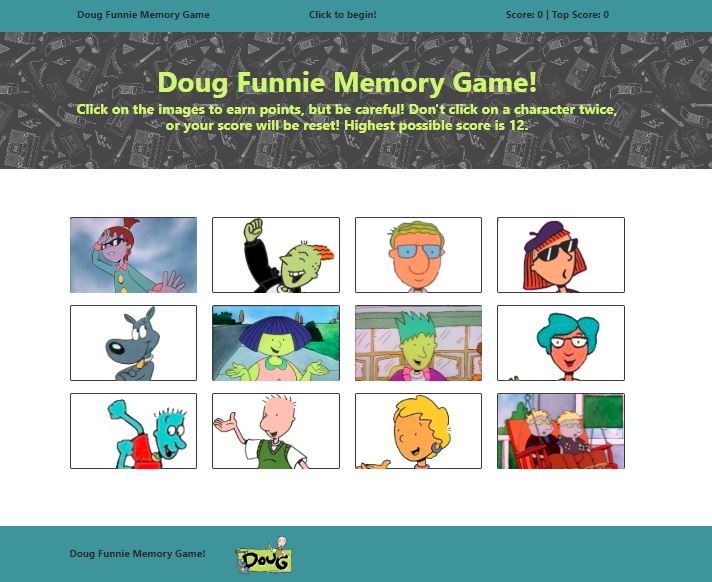 Doug Funnie Memory Game
Click to begin!
Score: 0 | Top Score: 0
Doug Funnie Memory Game!
Click on the images to earn points, but be careful! Don't click on a character twice,
or your score will be reset! Highest possible score is 12.
Doug Funnie Memory Game!
DOUG